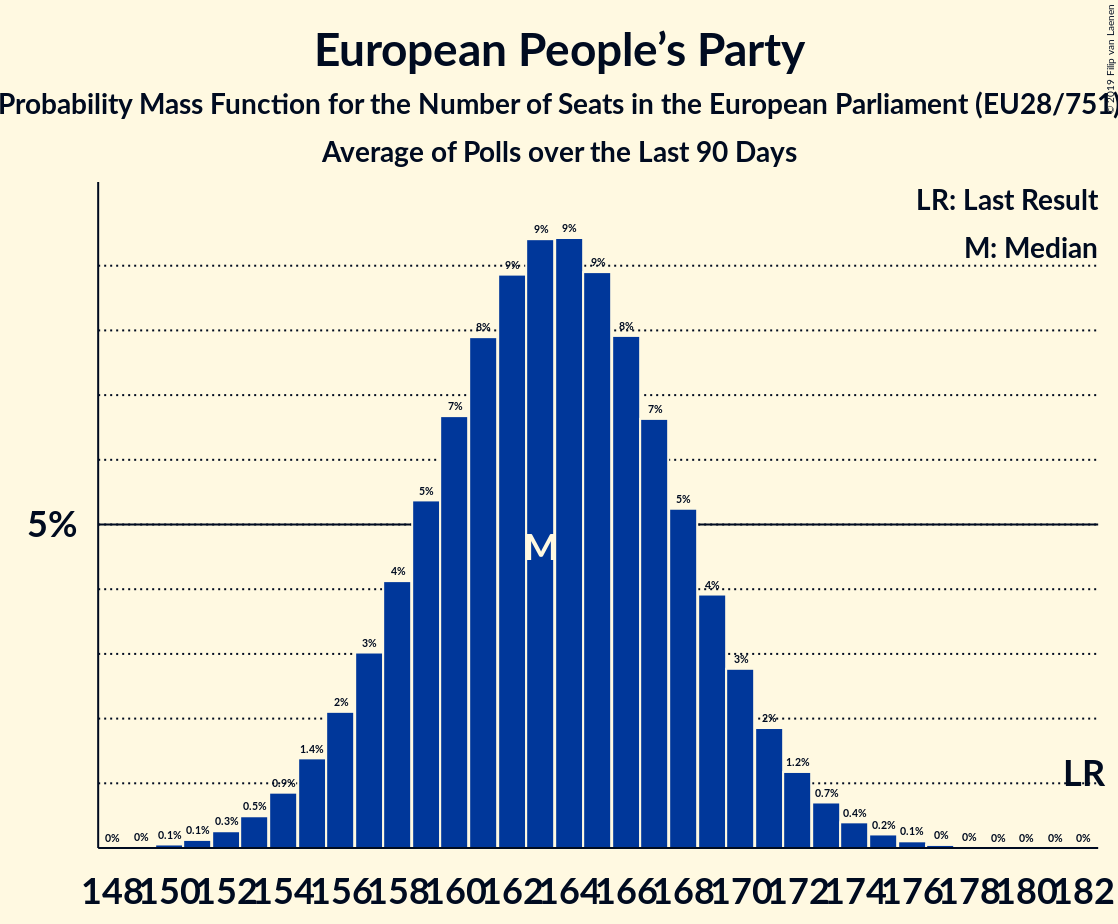 European People’s Party
Probability Mass Function for the Number of Seats in the European Parliament (EU28/751)
Average of Polls over the Last 90 Days
© 2019 Filip van Laenen
LR: Last Result
M: Median
5%
0% 0% 0.1% 0.1% 0.3% 0.5% 0.9% 1.4% 2% 3% 4% 5% 7% 8% 9% 9% 9% 9% 8% 7% 5% 4% 3% 2% 1.2% 0.7% 0.4% 0.2% 0.1% 0% 0% 0% 0% 0% 0%
M
LR
148 150 152 154 156 158 160 162 164 166 168 170 172 174 176 178 180 182